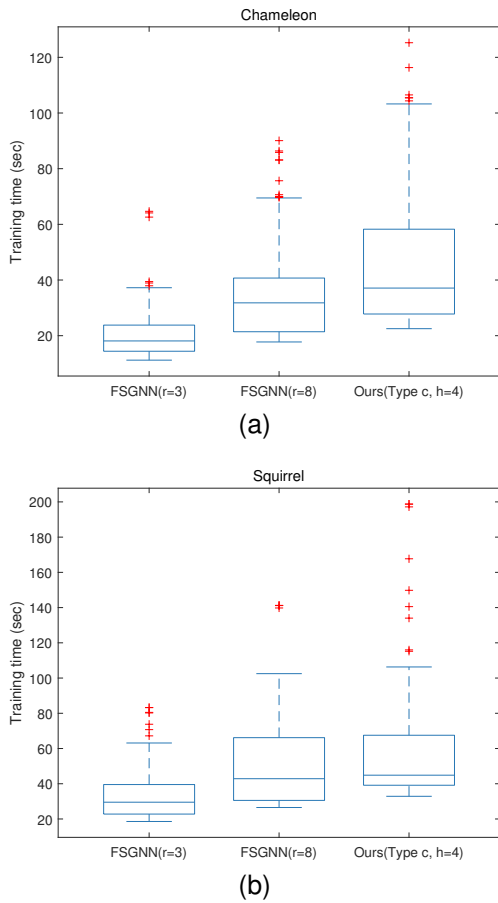 Chameleon
Training time (sec)
120
100
80
60
40
20
FSGNN(r=3) FSGNN(r=8) Ours(Type c, h=4)
(a)
Squirrel
Training time (sec)
200
180
160
140
120
100
80
60
40
20
FSGNN(r=3) FSGNN(r=8) Ours(Type c, h=4)
(b)